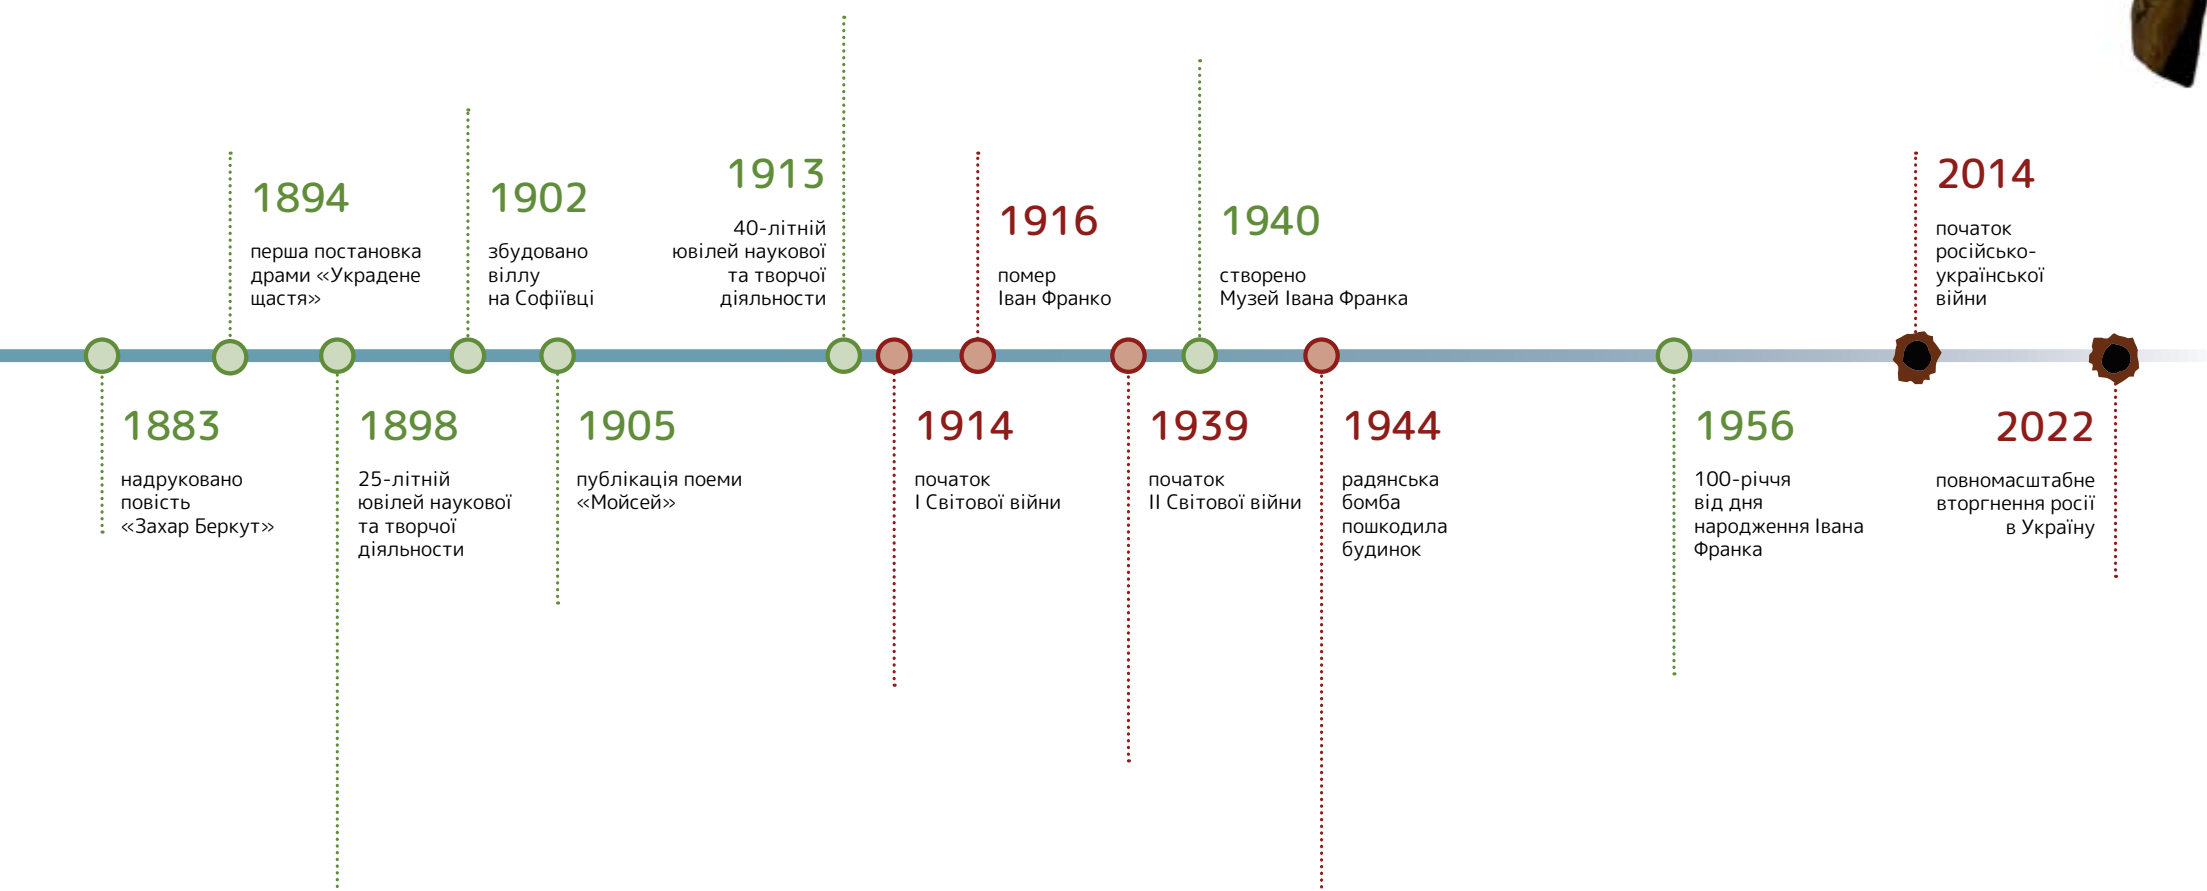 1883
надруковано
повість
«Захар Беркут»
1894
перша постановка
драми «Украдене
щастя»
1898
25-літній
ювілей наукової
та творчої
діяльности
1902
збудовано
віллу
на Софіївці
1905
публікація поеми
«Мойсей»
1913
40-літній
ювілей наукової
та творчої
діяльности
1914
початок
І Світової війни
1916
помер
Іван Франко
1939
початок
ІІ Світової війни
1940
створено
Музей Івана Франка
1944
радянська
бомба
пошкодила
будинок
1956
100-річчя
від дня
народження Івана
Франка
2014
початок
російсько-
української
війни
2022
повномасштабне
вторгнення росії
в Україну